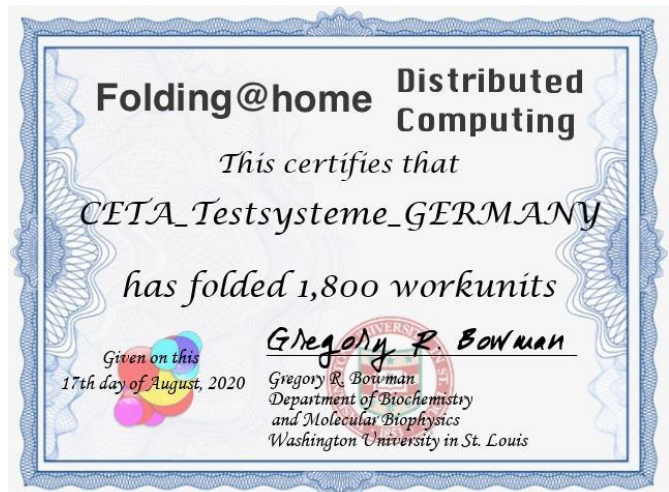 Folding@home
Distributed
Computing
This certifies that
CETA_Testsysteme_GERMANY
has folded 1,800 workunits
Given on this
17th day of August, 2020
Gregory R. Bowman
Gregory R. Bowman
Department of Biochemistry
and Molecular Biophysics
Washington University in St. Louis